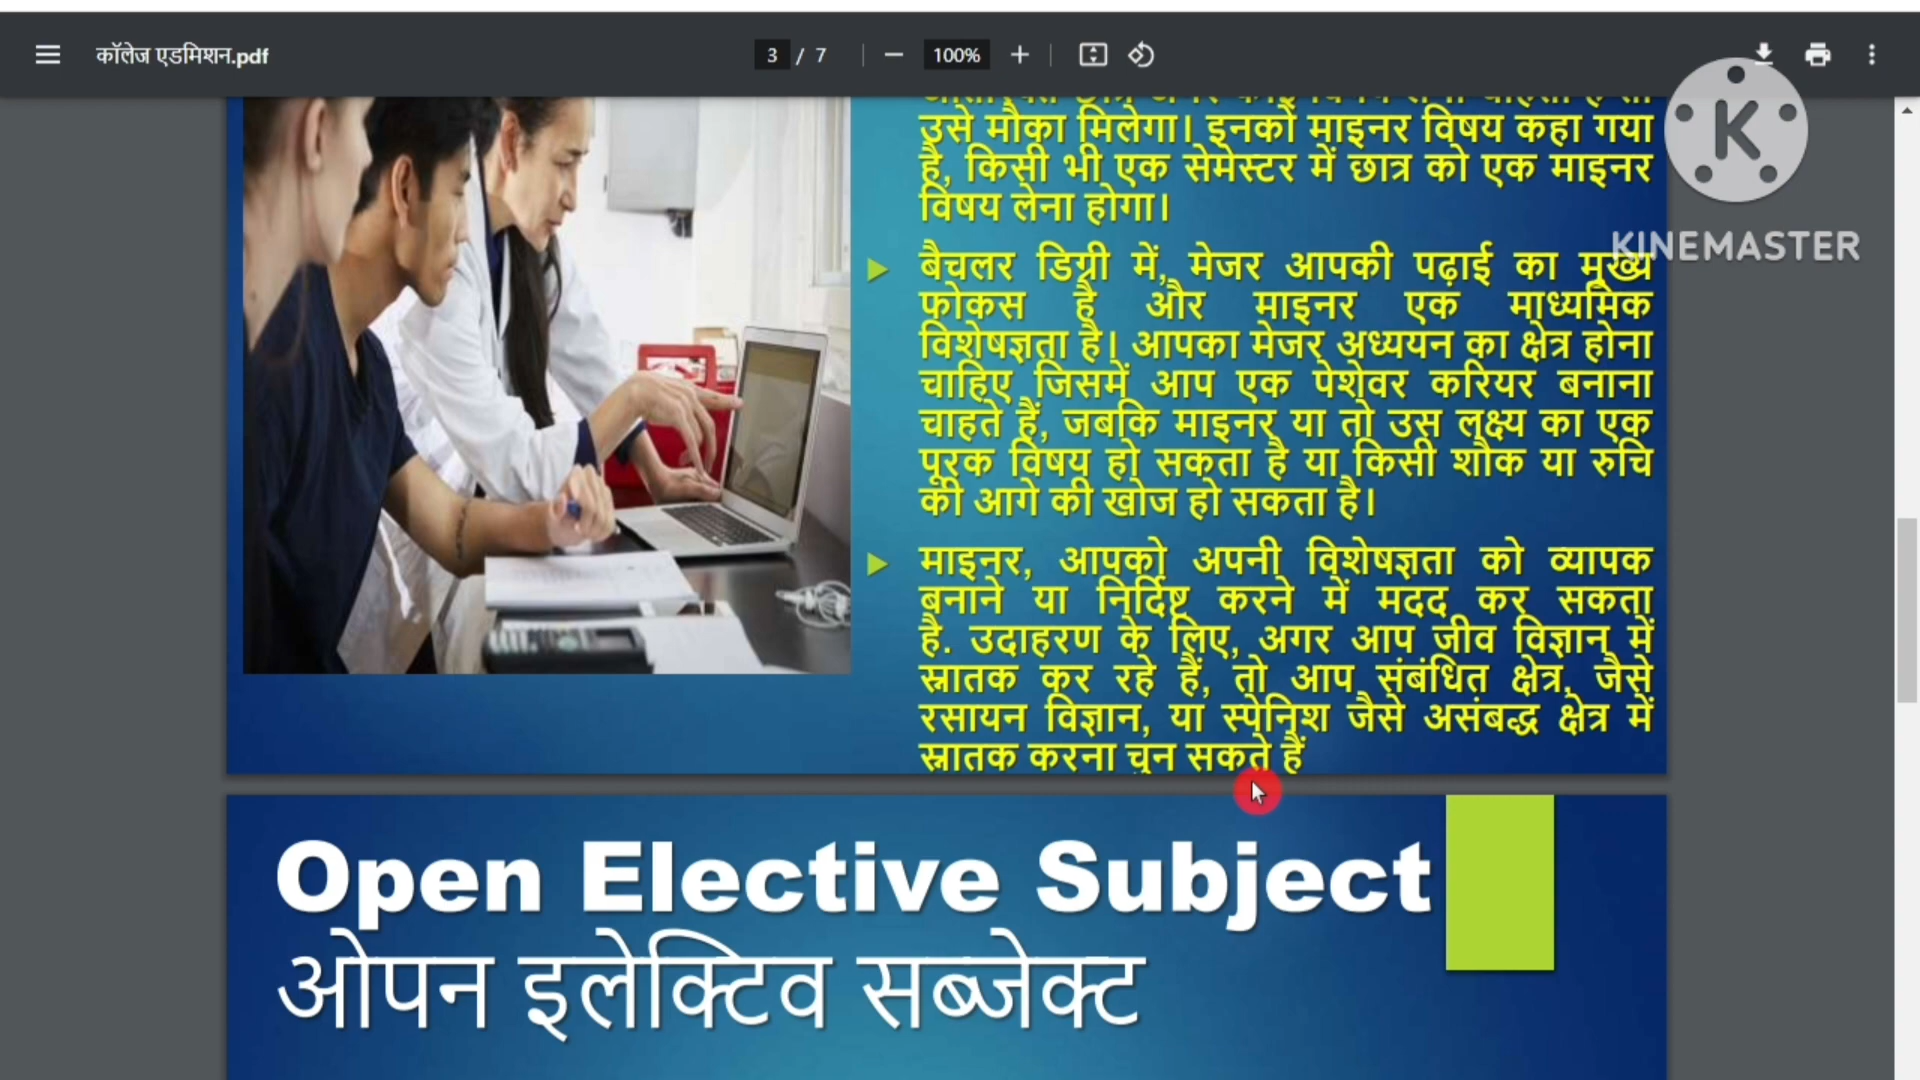 कॉलेज एडमिशन.pdf
3 / 7
100%
K
KINEMASTER
उसे मौका मिलेगा। इनको माइनर विषय कहा गया
है, किसी भी एक सेमेस्टर में छात्र को एक माइनर
विषय लेना होगा।
बैचलर डिग्री में, मेजर आपकी पढ़ाई का मुख्य
फोकस है और माइनर एक माध्यमिक
विशेषज्ञता है। आपका मेजर अध्ययन का क्षेत्र होना
चाहिए जिसमें आप एक पेशेवर करियर बनाना
चाहते हैं, जबकि माइनर या तो उस लक्ष्य का एक
पूरक विषय हो सकता है या किसी शौक या रुचि
की आगे की खोज हो सकता है।
माइनर, आपको अपनी विशेषज्ञता को व्यापक
बनाने या निर्दिष्ट करने में मदद कर सकता
है. उदाहरण के लिए, अगर आप जीव विज्ञान में
स्नातक कर रहे हैं, तो आप संबंधित क्षेत्र, जैसे
रसायन विज्ञान, या स्पेनिश जैसे असंबद्ध क्षेत्र में
स्नातक करना चुन सकते हैं
Open Elective Subject
ओपन इलेक्टिव सब्जेक्ट